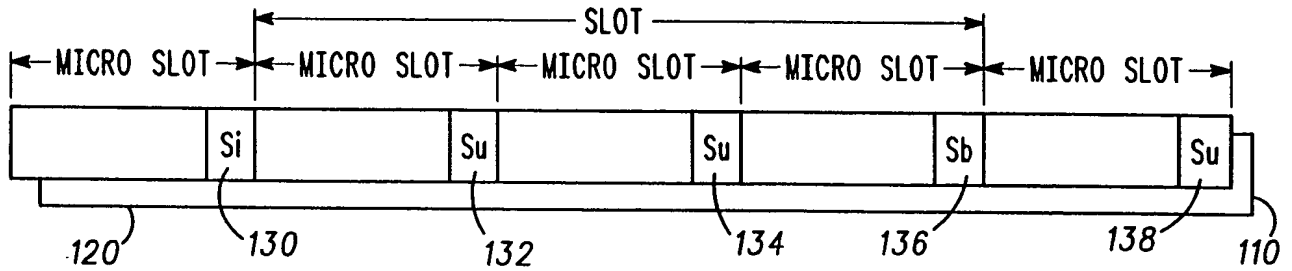 SLOT
MICRO SLOT MICRO SLOT MICRO SLOT MICRO SLOT MICRO SLOT
Si Su Su Sb Su
120 130 132 134 136 138 110